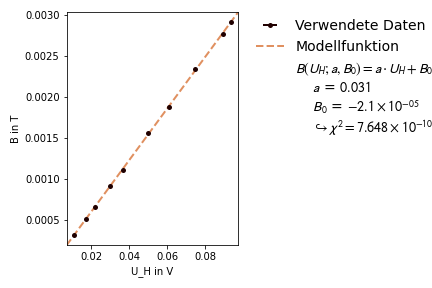 0.0030
0.0025
0.0020
0.0015
0.0010
0.0005
B in T
0.02 0.04 0.06 0.08
U_H in V
Verwendete Daten
Modellfunktion
B(U_H; a, B_0) = a · U_H + B_0
a = 0.031
B_0 = −2.1 × 10^{−05}
↪ χ² = 7.648 × 10^{−10}